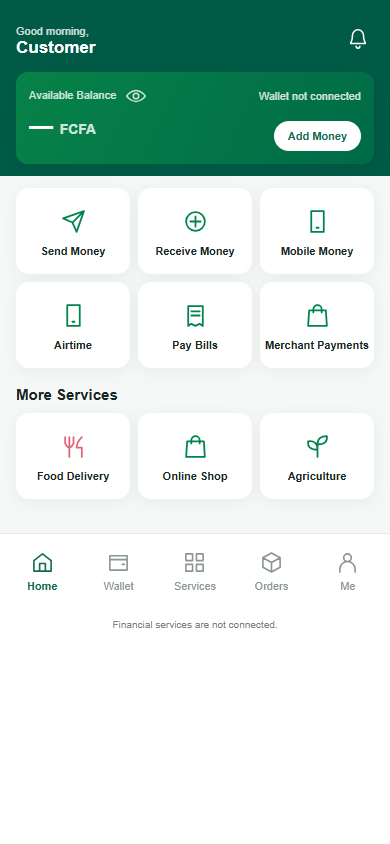 Good morning,
Customer
Available Balance
Wallet not connected
— FCFA
Add Money
Send Money
Receive Money
Mobile Money
Airtime
Pay Bills
Merchant Payments
More Services
Food Delivery
Online Shop
Agriculture
Home
Wallet
Services
Orders
Me
Financial services are not connected.